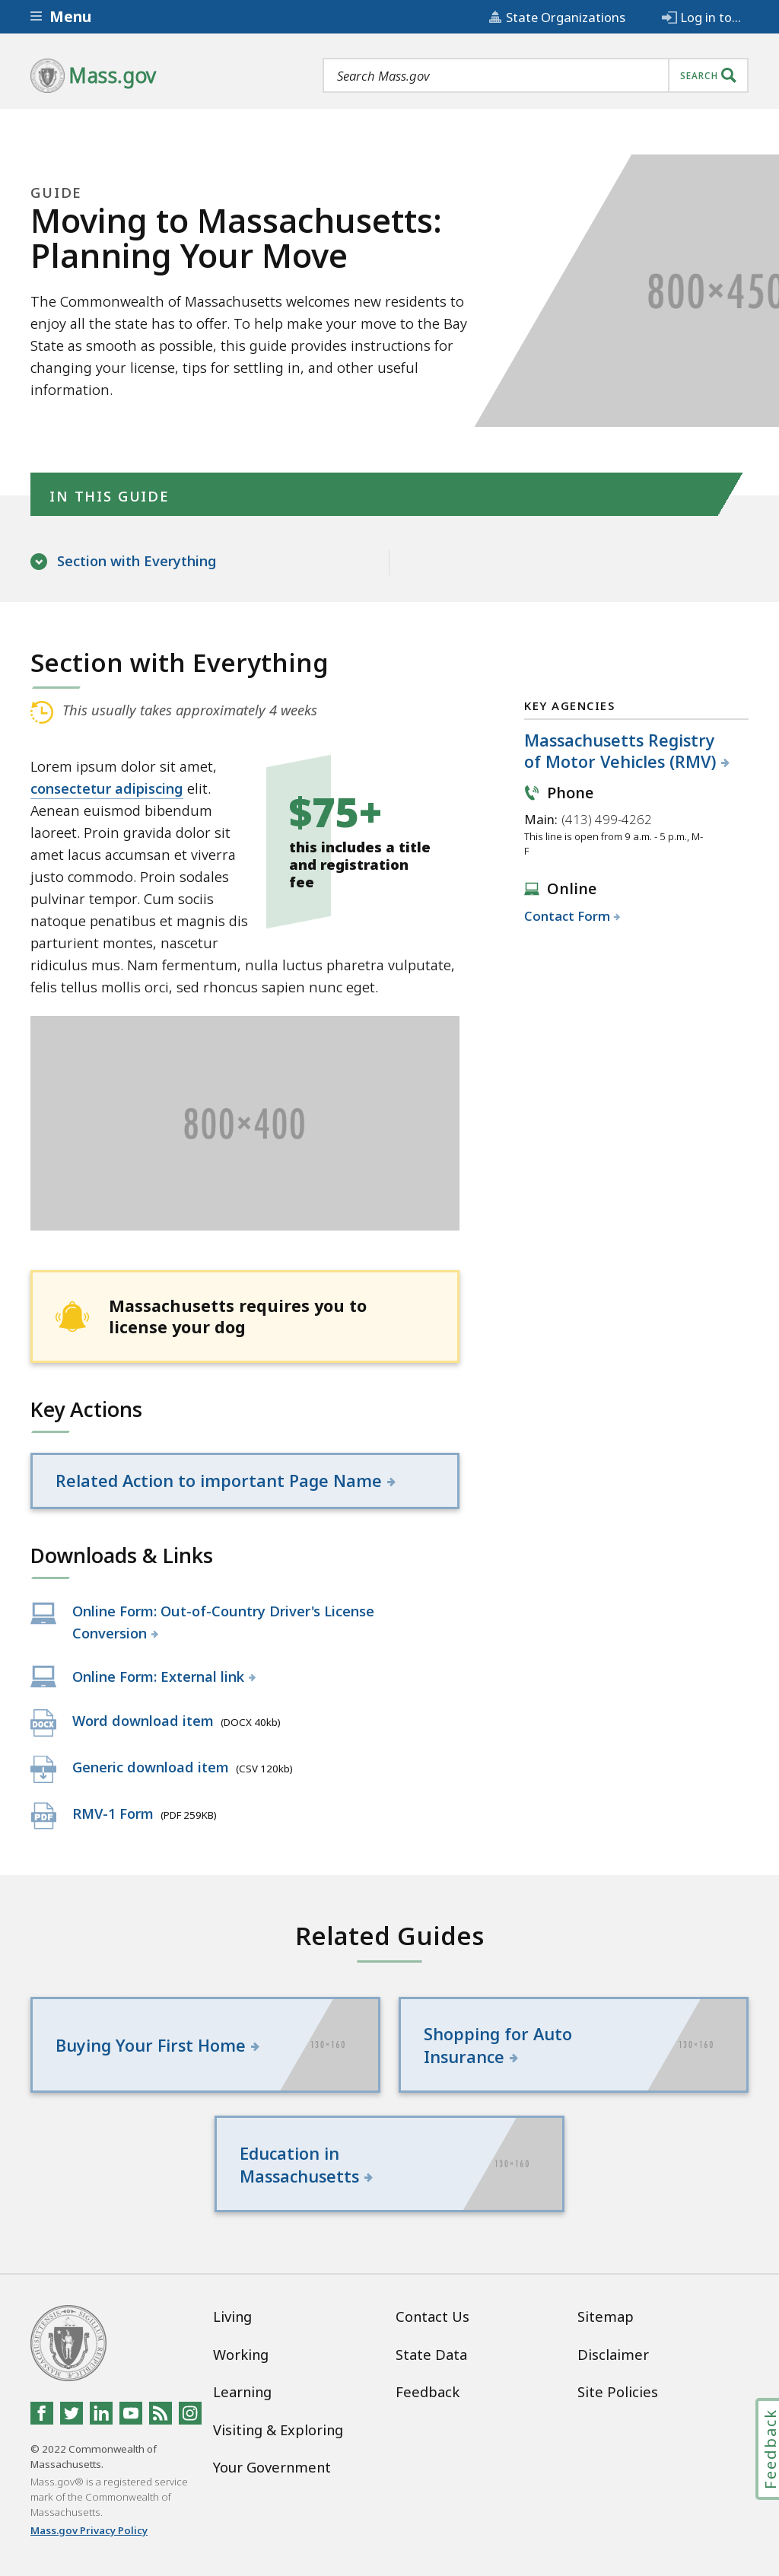 Menu
State Organizations
Log in to...
Mass.gov
Search Mass.gov
SEARCH
GUIDE
Moving to Massachusetts:
Planning Your Move
The Commonwealth of Massachusetts welcomes new residents to
enjoy all the state has to offer. To help make your move to the Bay
State as smooth as possible, this guide provides instructions for
changing your license, tips for settling in, and other useful
information.
800×450
IN THIS GUIDE
Section with Everything
Section with Everything
This usually takes approximately 4 weeks
Lorem ipsum dolor sit amet,
consectetur adipiscing elit.
Aenean euismod bibendum
laoreet. Proin gravida dolor sit
amet lacus accumsan et viverra
justo commodo. Proin sodales
pulvinar tempor. Cum sociis
natoque penatibus et magnis dis
parturient montes, nascetur
ridiculus mus. Nam fermentum, nulla luctus pharetra vulputate,
felis tellus mollis orci, sed rhoncus sapien nunc eget.
$75+
this includes a title
and registration
fee
800×400
Massachusetts requires you to
license your dog
Key Actions
Related Action to important Page Name
Downloads & Links
Online Form: Out-of-Country Driver's License
Conversion
Online Form: External link
DOCX
Word download item (DOCX 40kb)
Generic download item (CSV 120kb)
PDF
RMV-1 Form (PDF 259KB)
KEY AGENCIES
Massachusetts Registry
of Motor Vehicles (RMV)
Phone
Main: (413) 499-4262
This line is open from 9 a.m. - 5 p.m., M-
F
Online
Contact Form
Related Guides
Buying Your First Home
130×160
Shopping for Auto
Insurance
130×160
Education in
Massachusetts
130×160
Living
Working
Learning
Visiting & Exploring
Your Government
Contact Us
State Data
Feedback
Sitemap
Disclaimer
Site Policies
© 2022 Commonwealth of
Massachusetts.
Mass.gov® is a registered service
mark of the Commonwealth of
Massachusetts.
Mass.gov Privacy Policy
Feedback